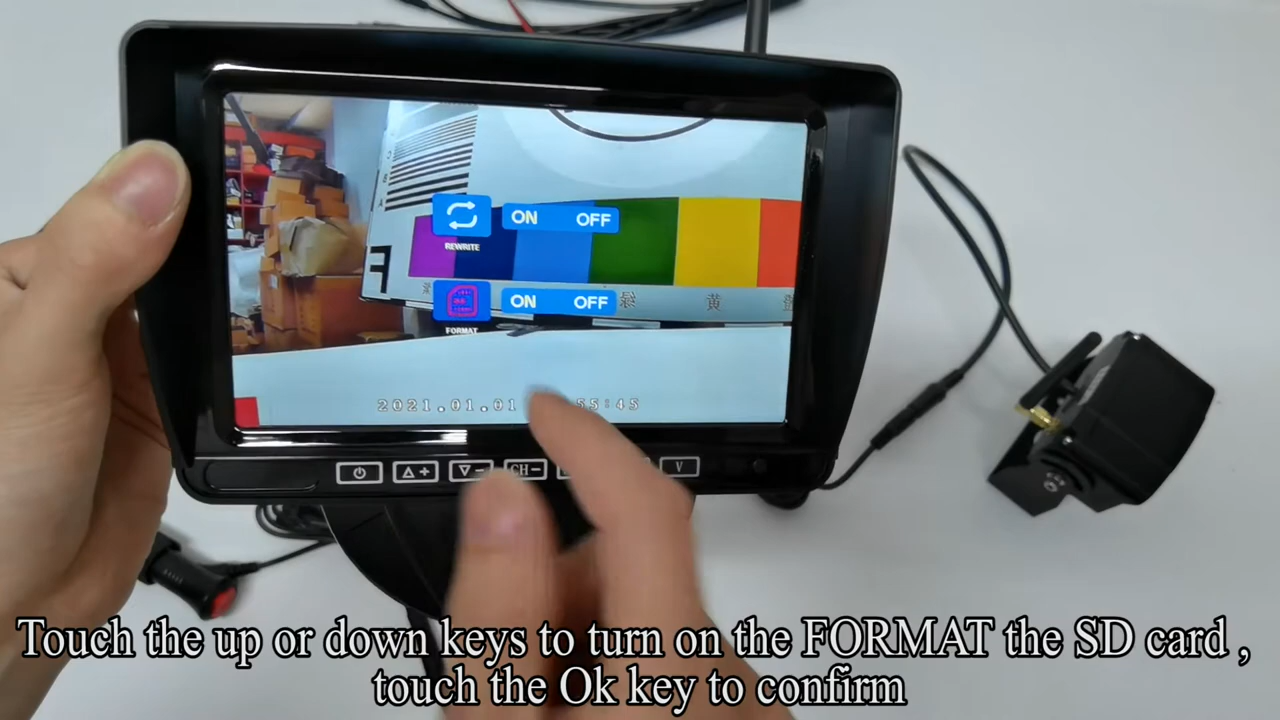 REWRITE
ON OFF
FORMAT
ON OFF
緑
黄
2021.01.01
55:45
CH-
V
Touch the up or down keys to turn on the FORMAT the SD card ,
touch the Ok key to confirm